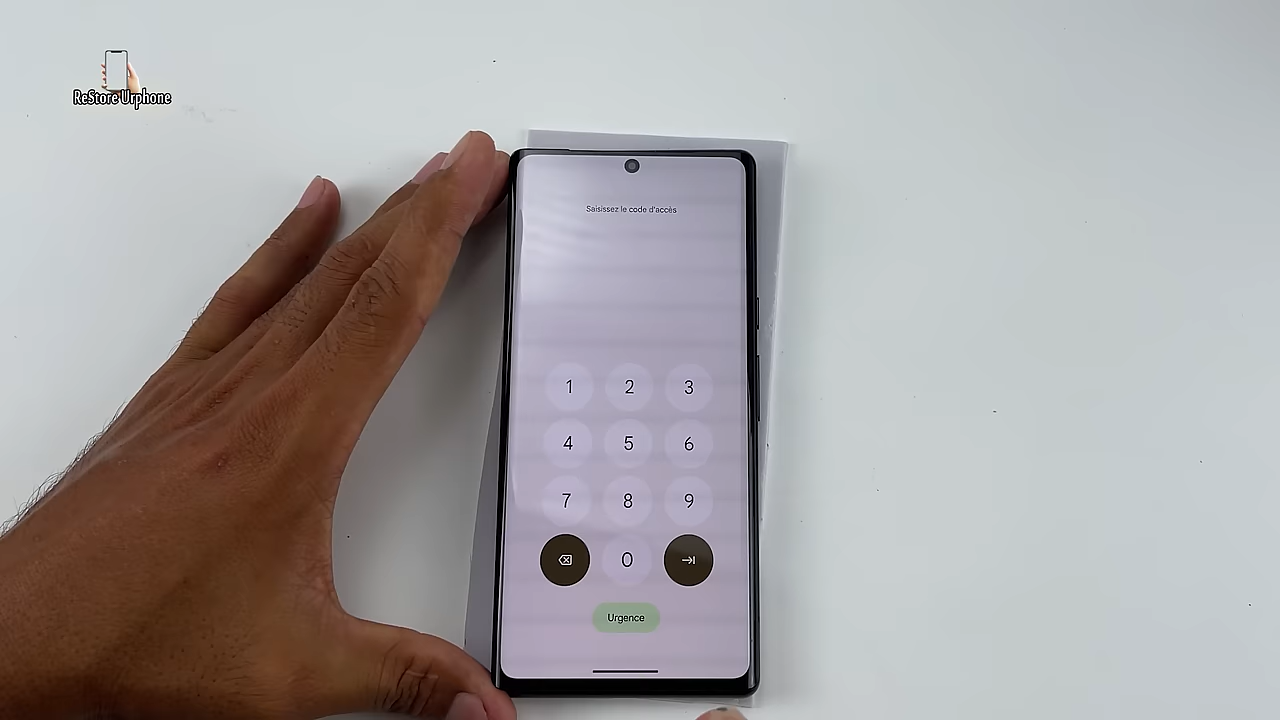 ReStore Urphone
Saisissez le code d'accès
1 2 3
4 5 6
7 8 9
0
Urgence